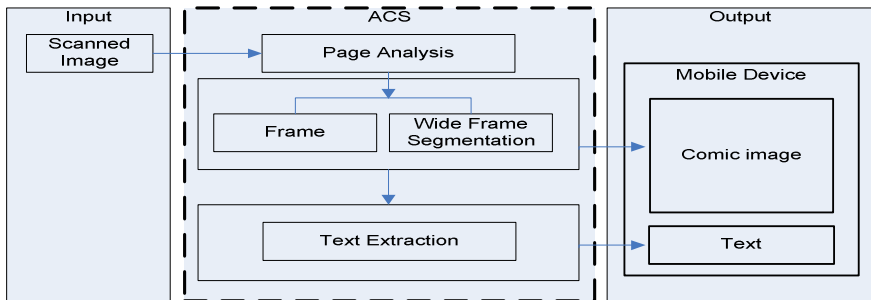 Input
ACS
Output
Scanned
Image
Page Analysis
Mobile Device
Frame
Wide Frame
Segmentation
Comic image
Text Extraction
Text